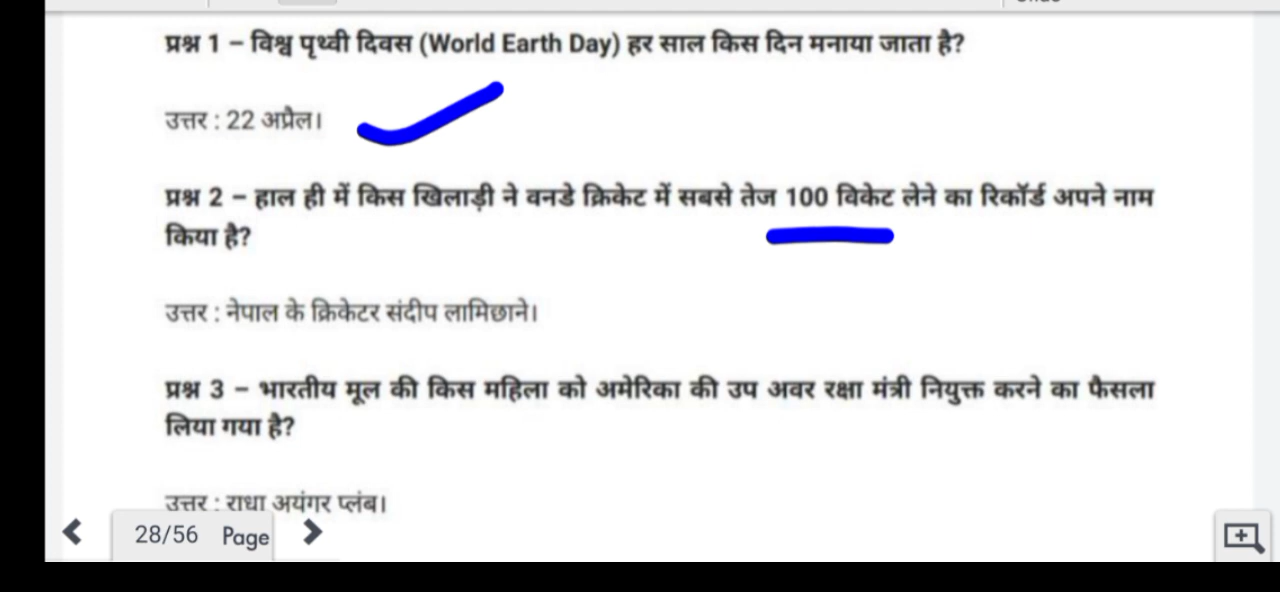 प्रश्न 1 – विश्व पृथ्वी दिवस (World Earth Day) हर साल किस दिन मनाया जाता है?
उत्तर : 22 अप्रैल।
प्रश्न 2 – हाल ही में किस खिलाड़ी ने वनडे क्रिकेट में सबसे तेज 100 विकेट लेने का रिकॉर्ड अपने नाम
किया है?
उत्तर : नेपाल के क्रिकेटर संदीप लामिछाने।
प्रश्न 3 – भारतीय मूल की किस महिला को अमेरिका की उप अवर रक्षा मंत्री नियुक्त करने का फैसला
लिया गया है?
उत्तर : राधा अयंगर प्लंब।
28/56 Page